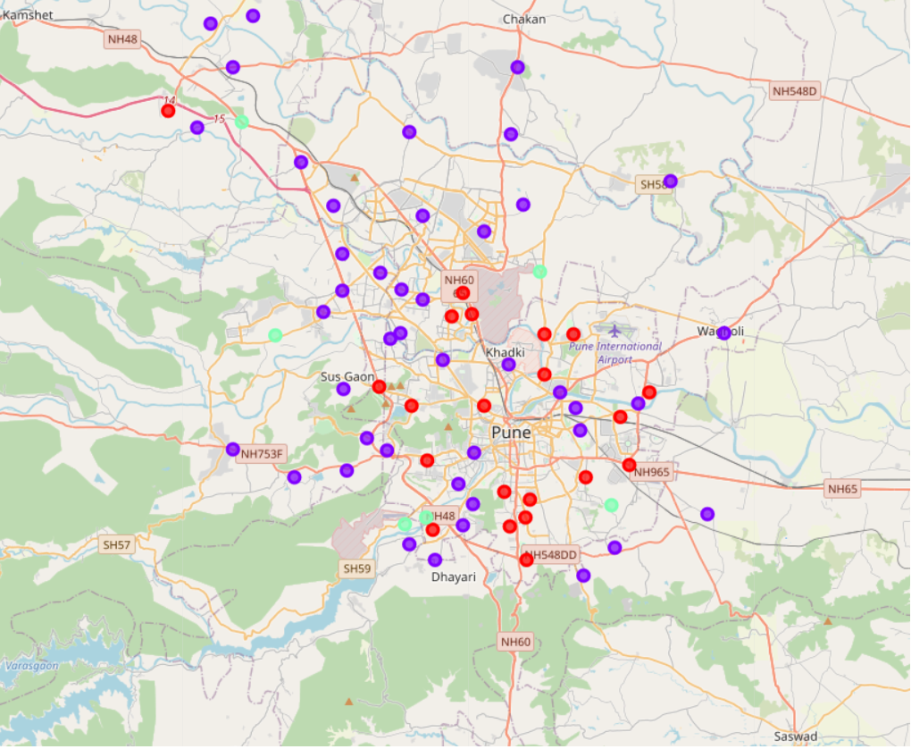 Kamshet
Chakan
NH48
NH548D
14
15
SH58
NH60
Pune International
Airport
Khadki
Sus Gaon
Pune
NH753F
NH965
NH65
NH48
SH57
NH548DD
SH59
Dhayari
NH60
Varasgaon
Saswad